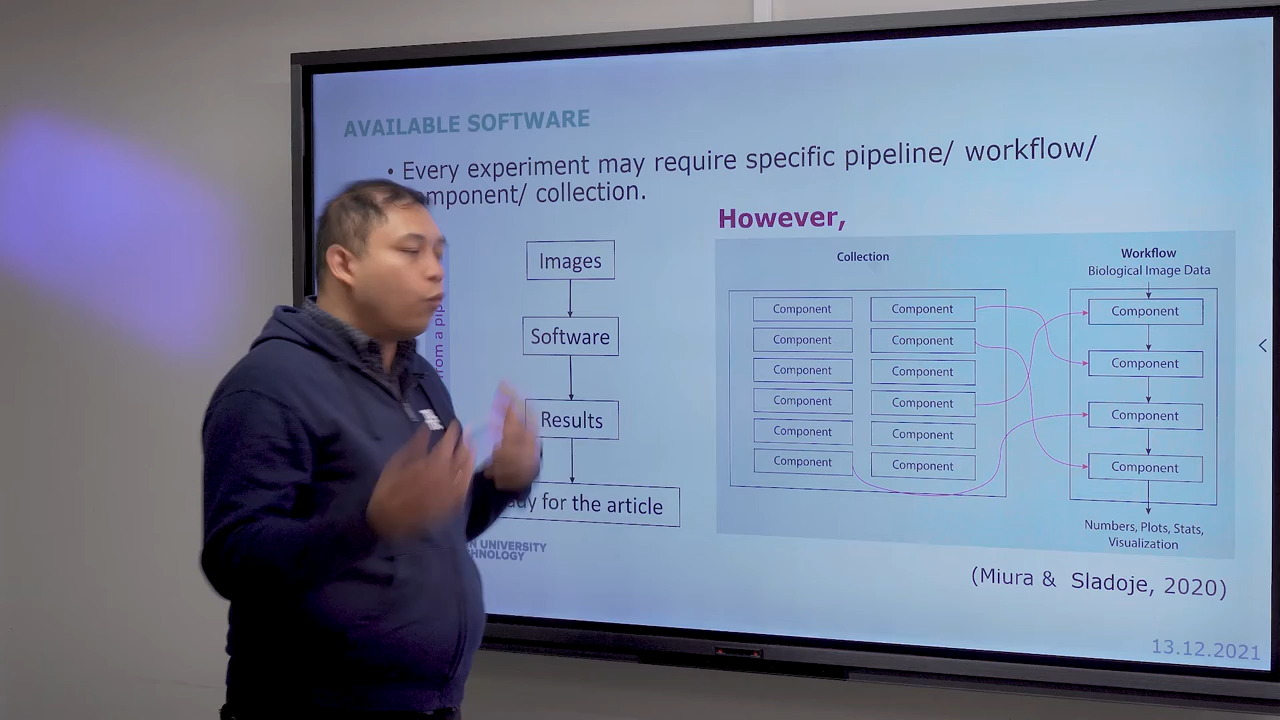 AVAILABLE SOFTWARE
• Every experiment may require specific pipeline/ workflow/
component/ collection.
However,
Images
Software
Results
for the article
UNIVERSITY
Collection
Component Component
Component Component
Component Component
Component Component
Component Component
Component Component
Workflow
Biological Image Data
Component
Component
Component
Component
Numbers, Plots, Stats,
Visualization
(Miura & Sladoje, 2020)
13.12.2021